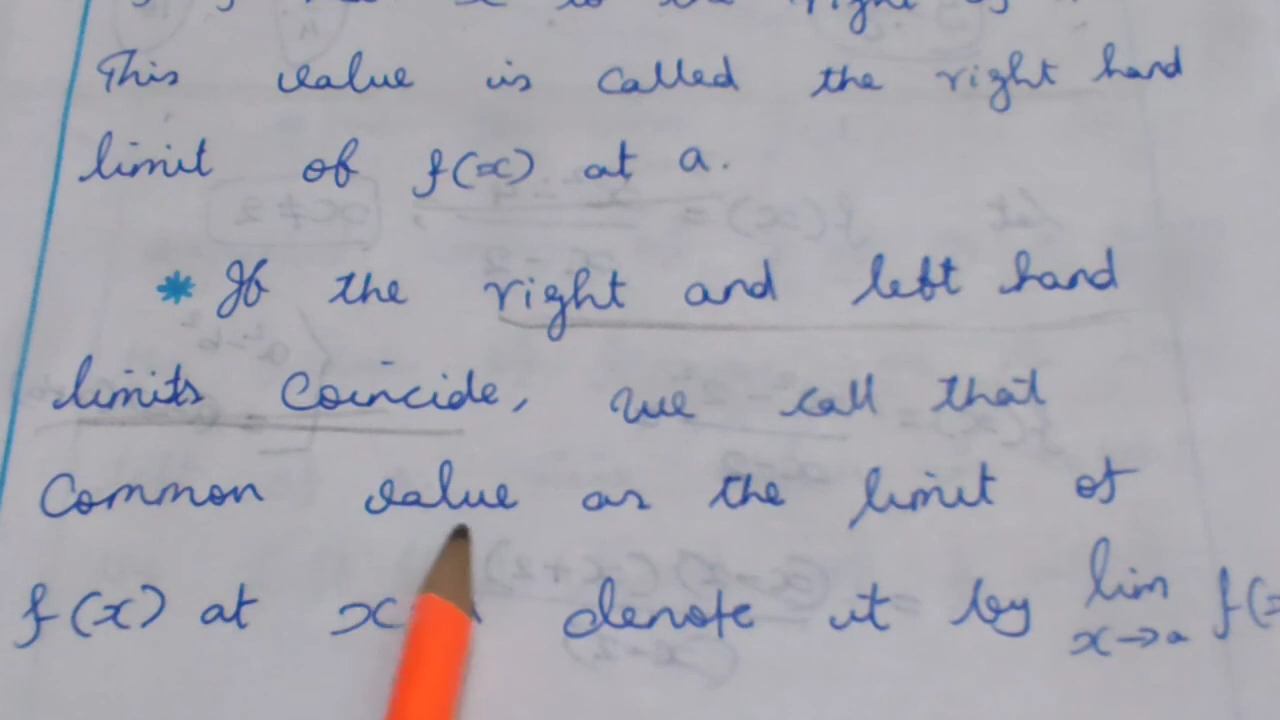 This value is called the right hand
limit of f(x) at a.
* If the right and left hand
limits coincide, we call that
Common value as the limit of
f(x) at x denote it by lim x→a f(